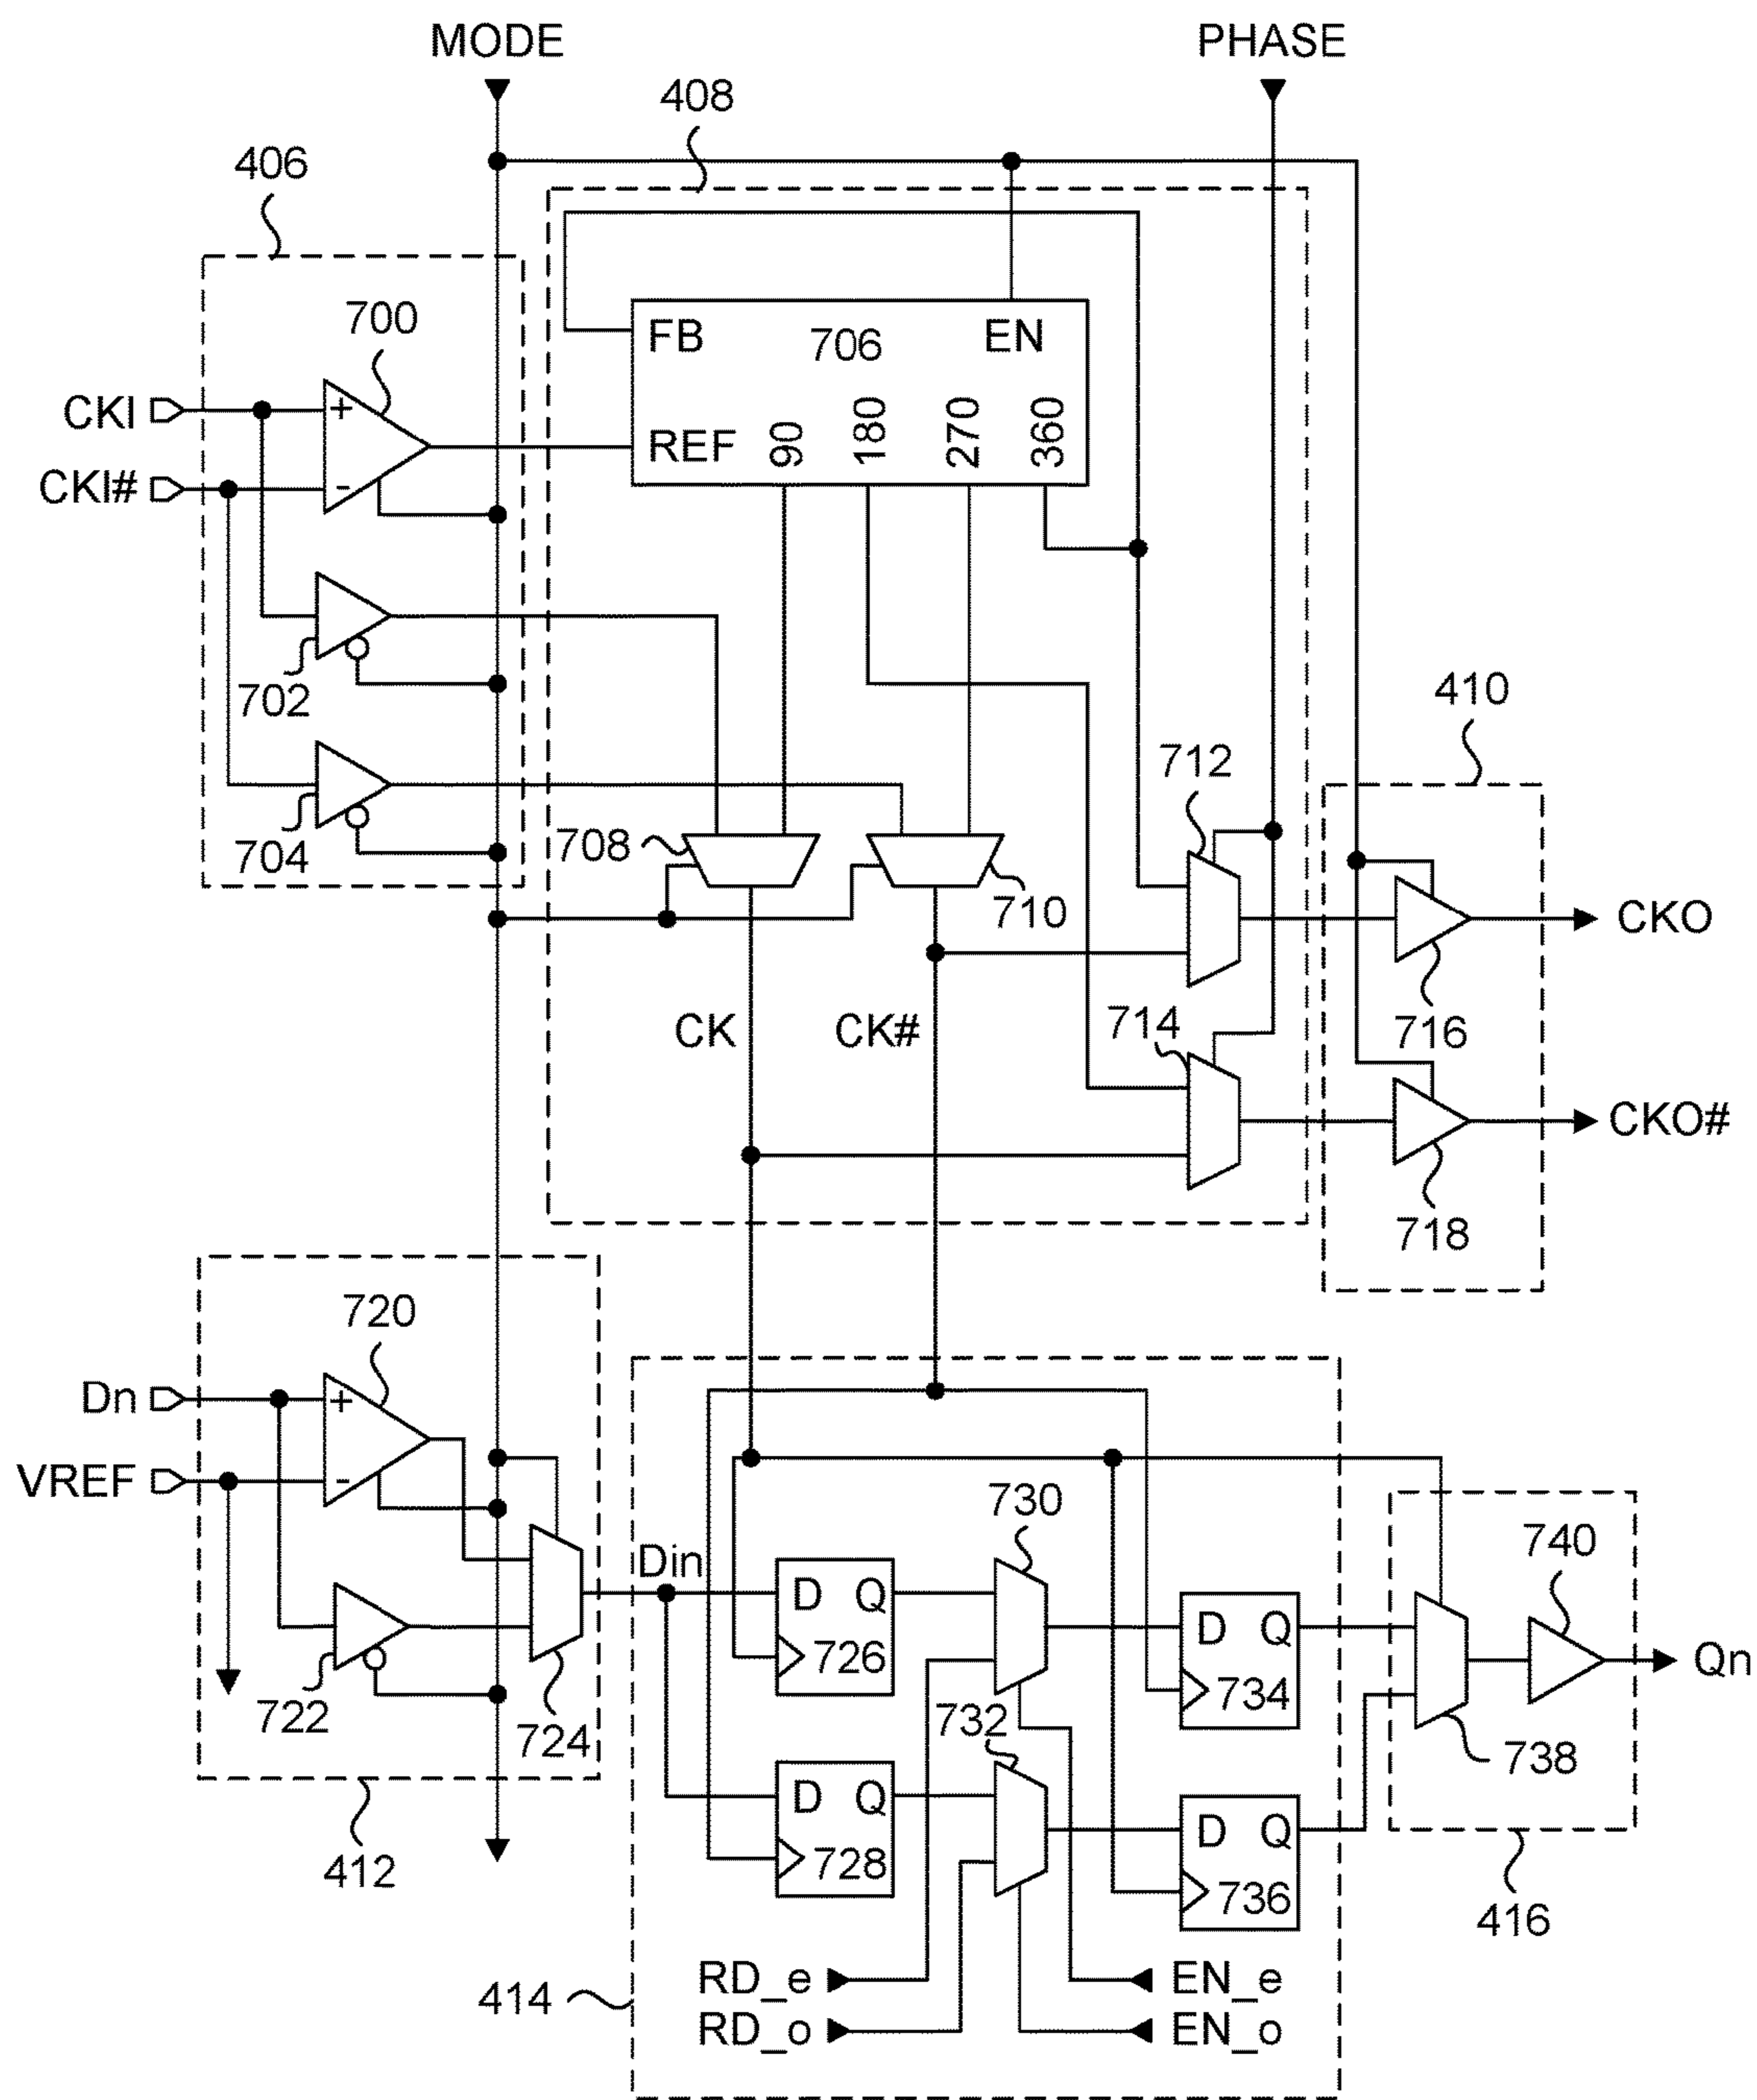 MODE PHASE
408
406
700
FB 706 EN
CKI +
REF 90 180 270 360
CKI# -
702
410
712
704 708
710
CKO
CK CK# 714 716
CKO#
718
720
Dn +
VREF -
730 740
Din
D Q
726
D Q
734
Qn
722 724 732
738
D Q
728
D Q
736
412
416
RD_e EN_e
414
RD_o EN_o